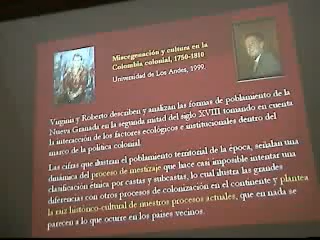 Miscegenación y cultura en la
Colombia colonial, 1750-1810
Universidad de Los Andes, 1999.
Virginia y Roberto describen y analizan las formas de poblamiento de la
Nueva Granada en la segunda mitad del siglo XVIII tomando en cuenta
la interacción de los factores ecológicos e institucionales dentro del
marco de la política colonial.
Las cifras que ilustran el poblamiento territorial de la época, señalan una
dinámica del proceso de mestizaje que hace casi imposible intentar una
clasificación étnica por castas y subcastas, lo cual ilustra las grandes
diferencias con otros procesos de colonización en el continente y plantea
la raíz histórico-cultural de nuestros procesos actuales, que en nada se
parecen a lo que ocurre en los países vecinos.